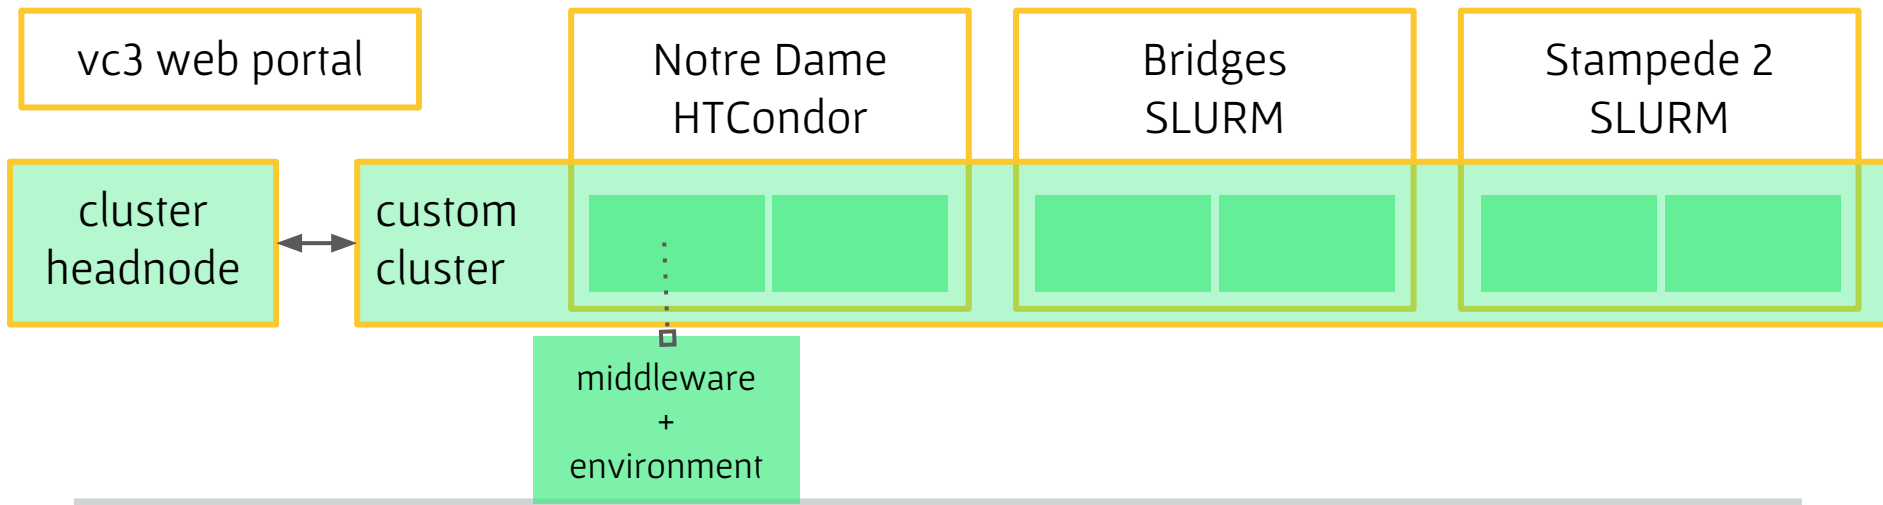 vc3 web portal
Notre Dame
HTCondor
Bridges
SLURM
Stampede 2
SLURM
cluster
headnode
custom
cluster
middleware
+
environment